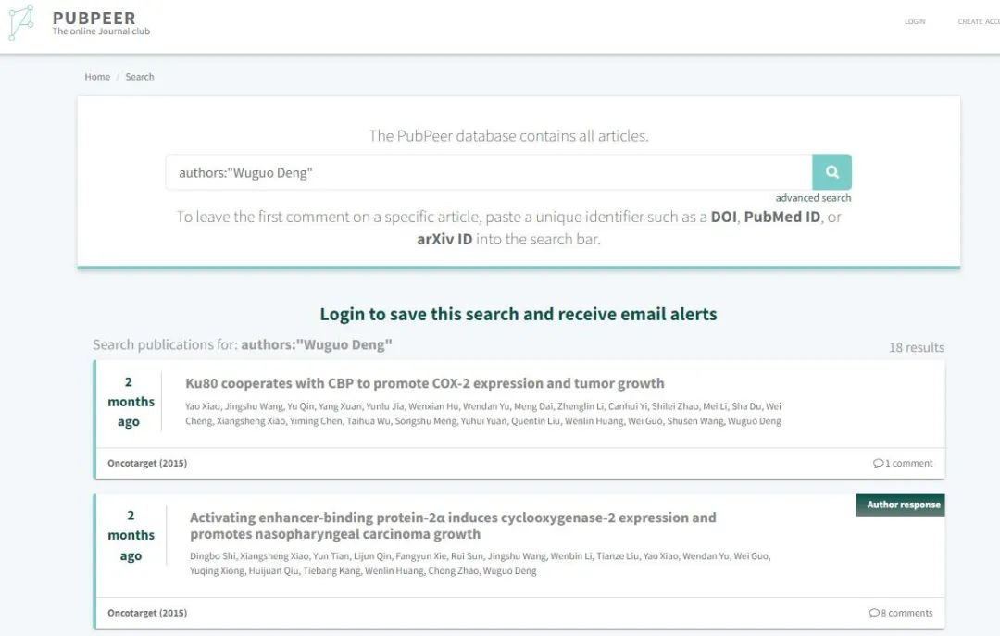 PUBPEER
The online Journal club
LOGIN
CREATE ACCO
Home / Search
The PubPeer database contains all articles.
authors:"Wuguo Deng"
advanced search
To leave the first comment on a specific article, paste a unique identifier such as a DOI, PubMed ID, or
arXiv ID into the search bar.
Login to save this search and receive email alerts
Search publications for: authors:"Wuguo Deng"
18 results
2
months
ago
Ku80 cooperates with CBP to promote COX-2 expression and tumor growth
Yao Xiao, Jingshu Wang, Yu Qin, Yang Xuan, Yunlu Jia, Wenxian Hu, Wendan Yu, Meng Dai, Zhenglin Li, Canhui Yi, Shilei Zhao, Mei Li, Sha Du, Wei
Cheng, Xiangsheng Xiao, Yiming Chen, Taihua Wu, Songshu Meng, Yuhui Yuan, Quentin Liu, Wenlin Huang, Wei Guo, Shusen Wang, Wuguo Deng
Oncotarget (2015)
1 comment
2
months
ago
Author response
Activating enhancer-binding protein-2α induces cyclooxygenase-2 expression and
promotes nasopharyngeal carcinoma growth
Dingbo Shi, Xiangsheng Xiao, Yun Tian, Lijun Qin, Fangyun Xie, Rui Sun, Jingshu Wang, Wenbin Li, Tianze Liu, Yao Xiao, Wendan Yu, Wei Guo,
Yuqing Xiong, Huijuan Qiu, Tiebang Kang, Wenlin Huang, Chong Zhao, Wuguo Deng
Oncotarget (2015)
8 comments